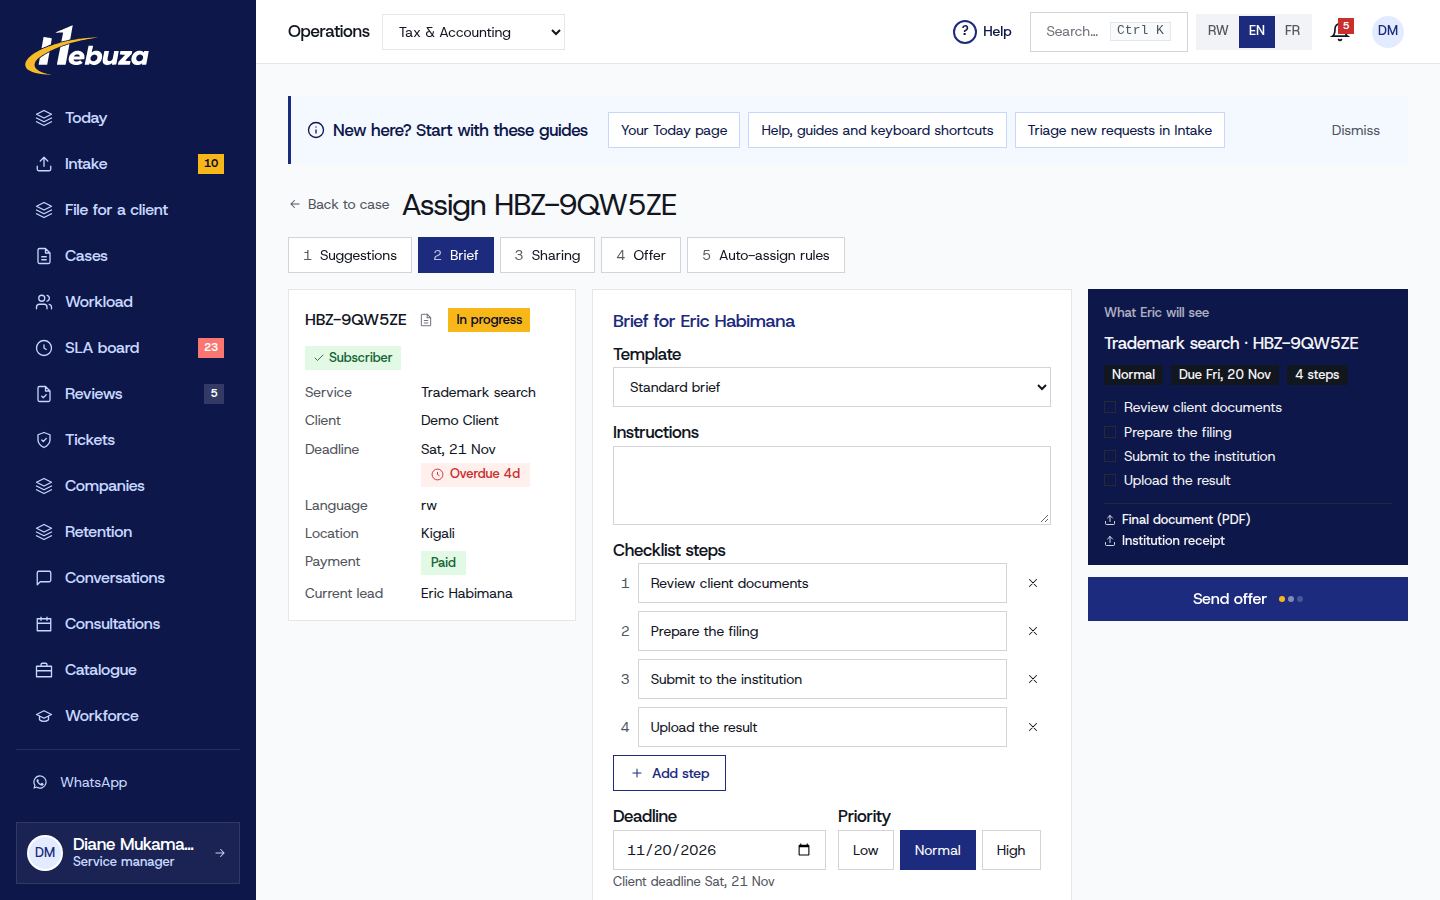 Hebuza
Operations
Tax & Accounting
? Help
Search... Ctrl K
RW EN FR
5
DM
Today
Intake 10
File for a client
Cases
Workload
SLA board 23
Reviews 5
Tickets
Companies
Retention
Conversations
Consultations
Catalogue
Workforce
WhatsApp
DM
Diane Mukama...
Service manager
New here? Start with these guides
Your Today page
Help, guides and keyboard shortcuts
Triage new requests in Intake
Dismiss
Back to case
Assign HBZ-9QW5ZE
1 Suggestions
2 Brief
3 Sharing
4 Offer
5 Auto-assign rules
HBZ-9QW5ZE
In progress
Subscriber
Service Trademark search
Client Demo Client
Deadline Sat, 21 Nov
Overdue 4d
Language rw
Location Kigali
Payment Paid
Current lead Eric Habimana
Brief for Eric Habimana
Template
Standard brief
Instructions
Checklist steps
1 Review client documents
2 Prepare the filing
3 Submit to the institution
4 Upload the result
+ Add step
Deadline
11/20/2026
Client deadline Sat, 21 Nov
Priority
Low Normal High
What Eric will see
Trademark search · HBZ-9QW5ZE
Normal Due Fri, 20 Nov 4 steps
Review client documents
Prepare the filing
Submit to the institution
Upload the result
Final document (PDF)
Institution receipt
Send offer